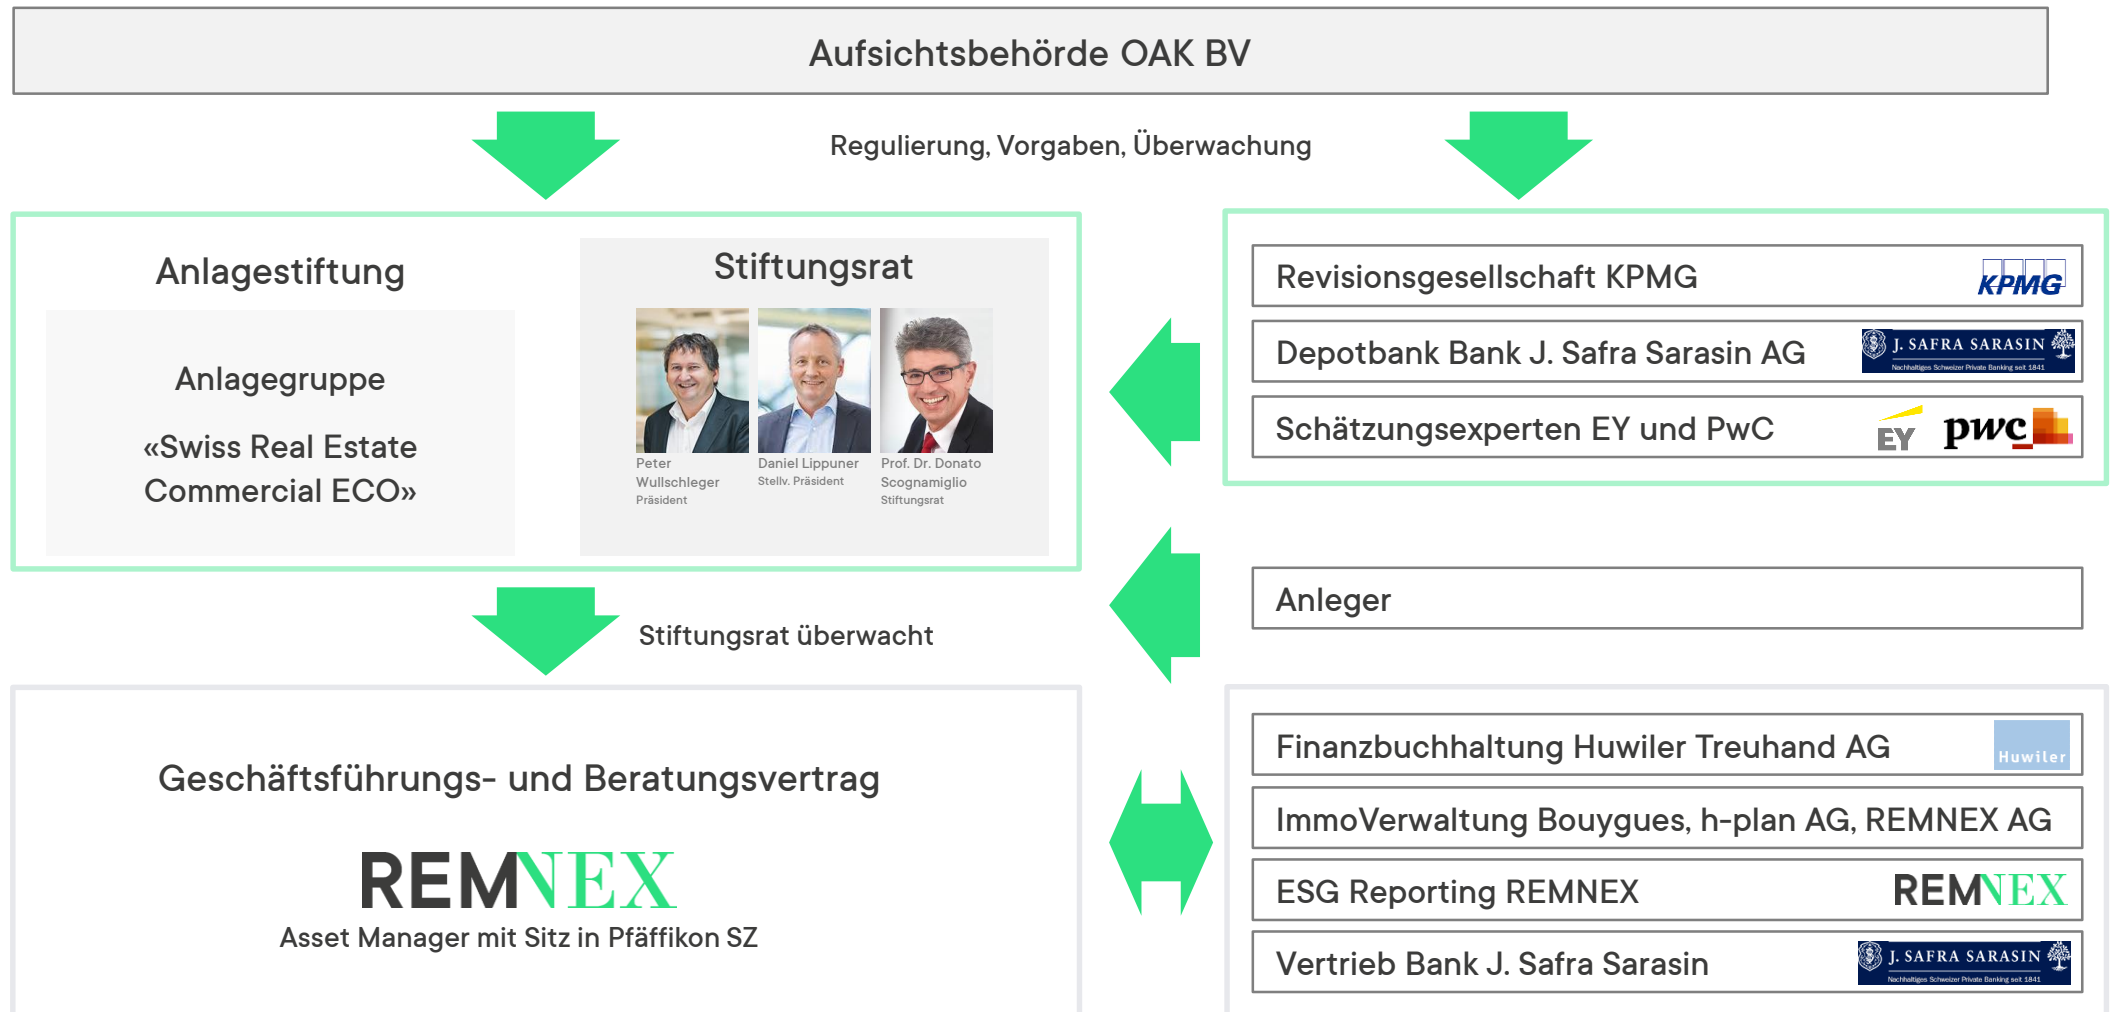 Aufsichtsbehörde OAK BV
Regulierung, Vorgaben, Überwachung
Anlagestiftung
Anlagegruppe
«Swiss Real Estate
Commercial ECO»
Stiftungsrat
Peter
Wullschleger
Präsident
Daniel Lippuner
Stellv. Präsident
Prof. Dr. Donato
Scognamiglio
Stiftungsrat
Revisionsgesellschaft KPMG
KPMG
Depotbank Bank J. Safra Sarasin AG
J. SAFRA SARASIN
Nachhaltiges Schweizer Private Banking seit 1841
Schätzungsexperten EY und PwC
EY
pwc
Anleger
Stiftungsrat überwacht
Geschäftsführungs- und Beratungsvertrag
REMNEX
Asset Manager mit Sitz in Pfäffikon SZ
Finanzbuchhaltung Huwiler Treuhand AG
Huwiler
ImmoVerwaltung Bouygues, h-plan AG, REMNEX AG
ESG Reporting REMNEX
REMNEX
Vertrieb Bank J. Safra Sarasin
J. SAFRA SARASIN
Nachhaltiges Schweizer Private Banking seit 1841